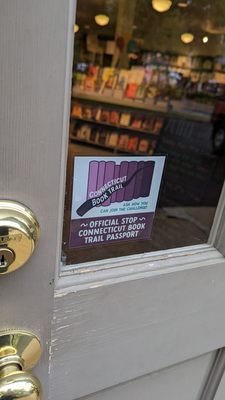 CONNECTICUT
BOOK TRAIL
ASK HOW YOU
CAN JOIN THE CHALLENGE!
~ OFFICIAL STOP ~
CONNECTICUT BOOK
TRAIL PASSPORT